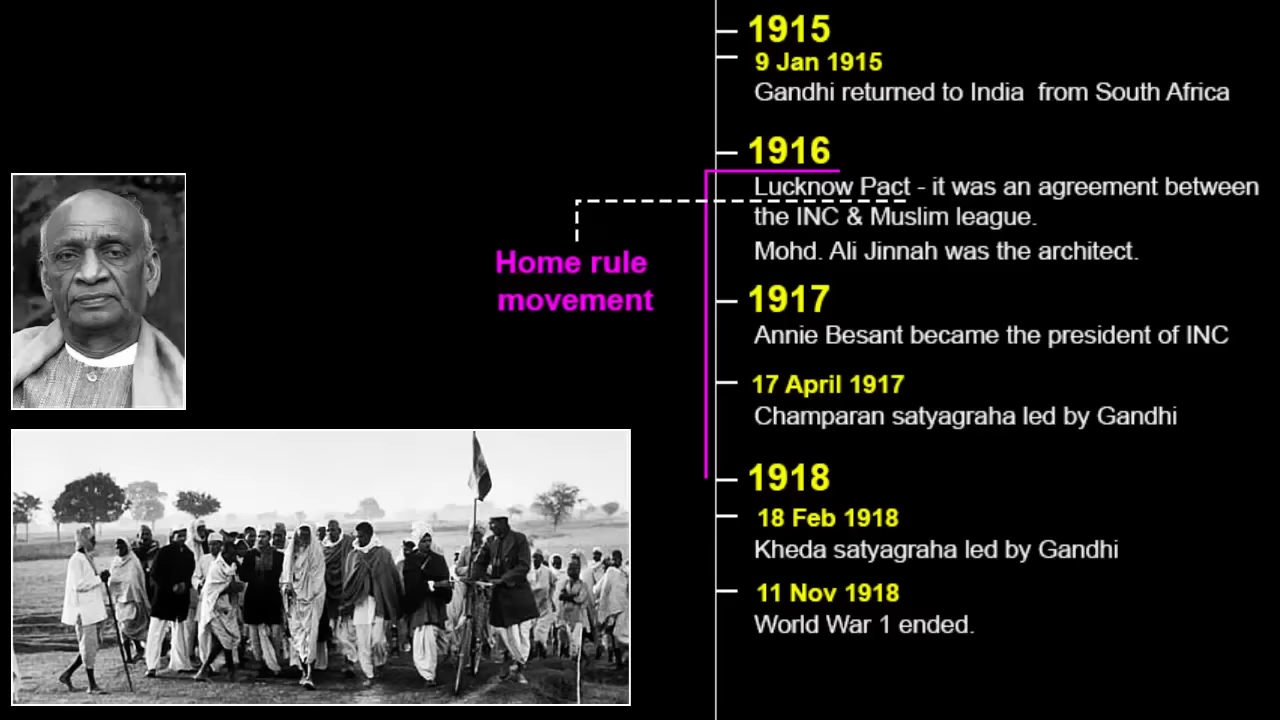 1915
9 Jan 1915
Gandhi returned to India from South Africa
1916
Lucknow Pact - it was an agreement between
the INC & Muslim league.
Mohd. Ali Jinnah was the architect.
Home rule
movement
1917
Annie Besant became the president of INC
17 April 1917
Champaran satyagraha led by Gandhi
1918
18 Feb 1918
Kheda satyagraha led by Gandhi
11 Nov 1918
World War 1 ended.